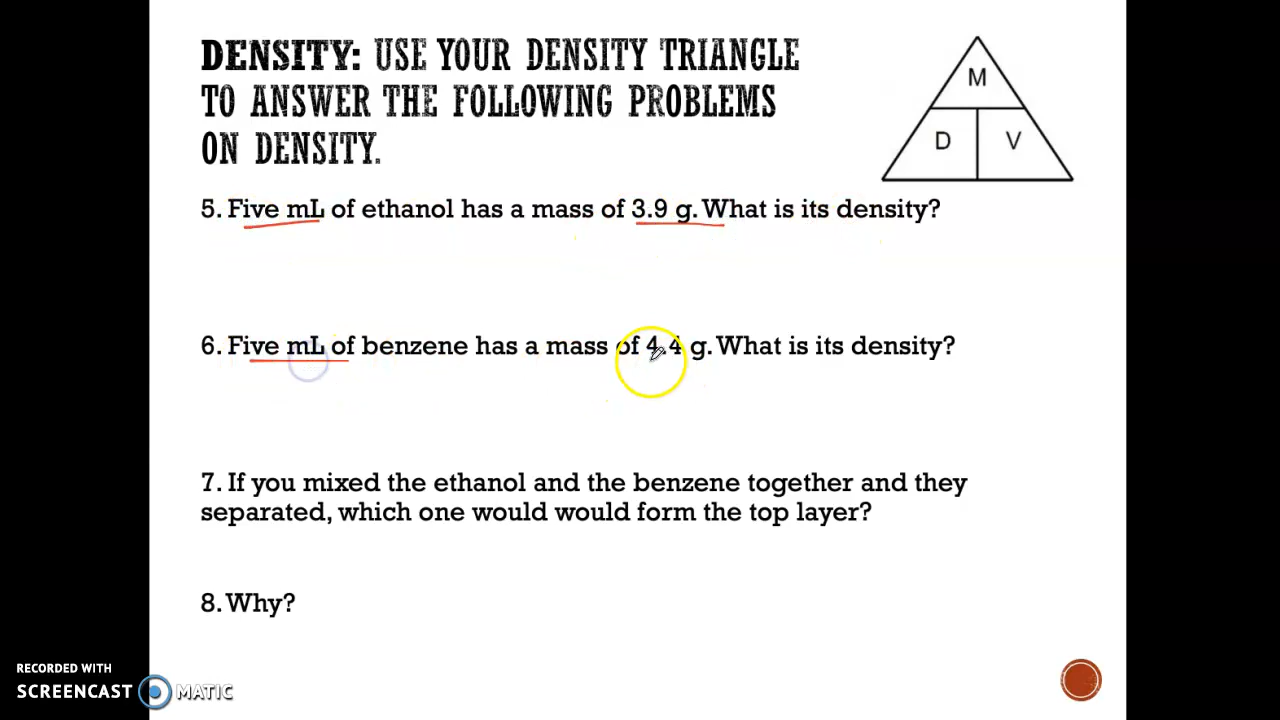 DENSITY: USE YOUR DENSITY TRIANGLE
TO ANSWER THE FOLLOWING PROBLEMS
ON DENSITY.
M
D V
5. Five mL of ethanol has a mass of 3.9 g. What is its density?
6. Five mL of benzene has a mass of 4.4 g. What is its density?
7. If you mixed the ethanol and the benzene together and they
separated, which one would would form the top layer?
8. Why?
RECORDED WITH
SCREENCAST MATIC